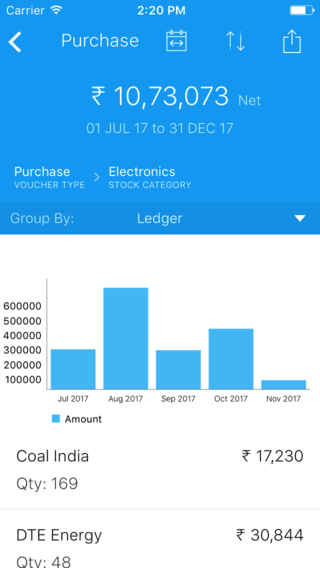 Carrier 2:20 PM
Purchase
₹ 10,73,073 Net
01 JUL 17 to 31 DEC 17
Purchase Electronics
VOUCHER TYPE STOCK CATEGORY
Group By: Ledger
600000
500000
400000
300000
200000
100000
Jul 2017 Aug 2017 Sep 2017 Oct 2017 Nov 2017
Amount
Coal India ₹ 17,230
Qty: 169
DTE Energy ₹ 30,844
Qty: 48